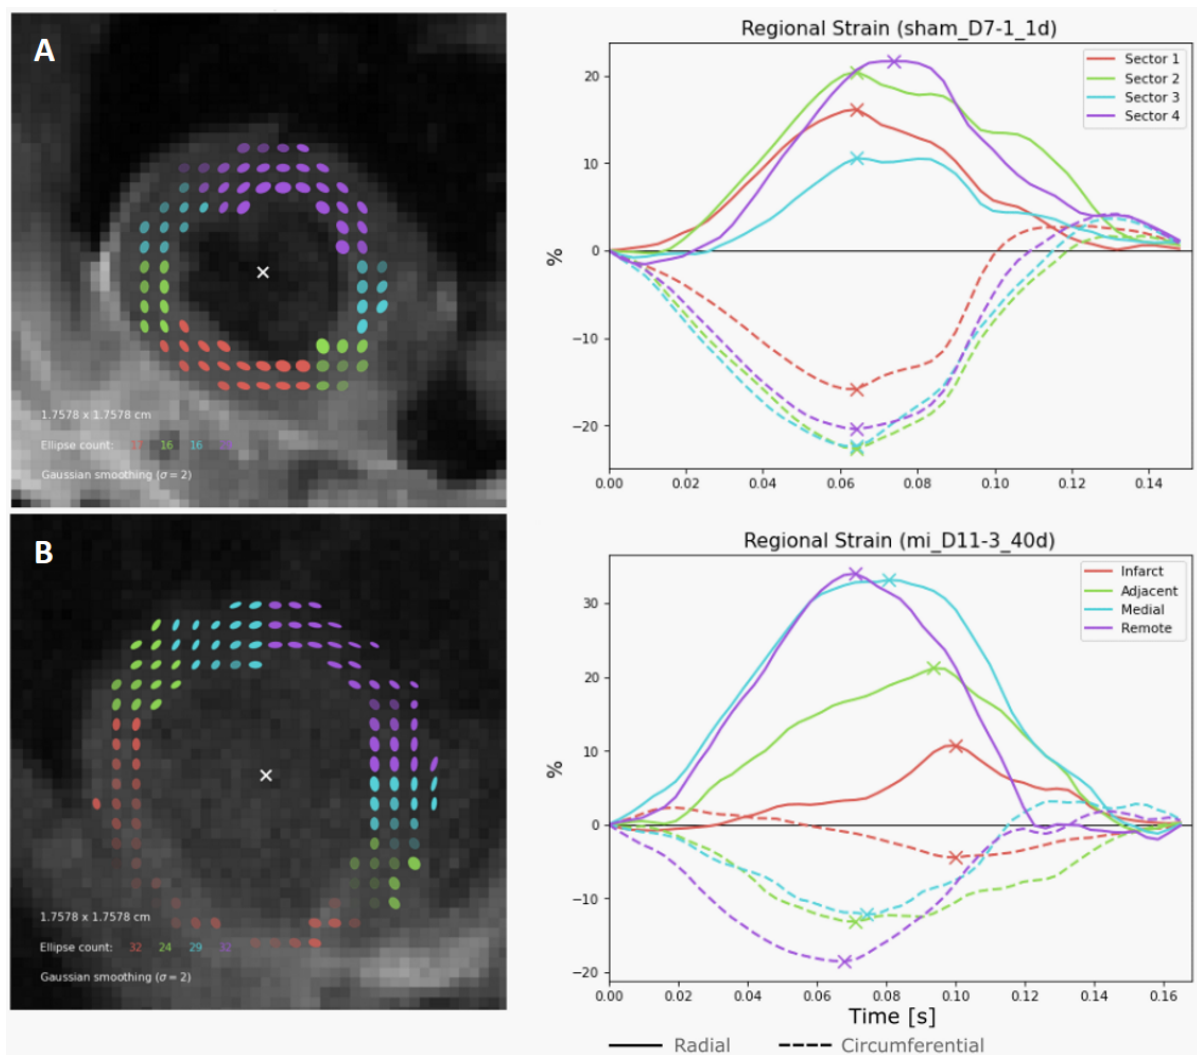 A
1.7578 x 1.7578 cm
Ellipse count: 17 16 16
Gaussian smoothing (σ = 2)
Regional Strain (sham_D7-1_1d)
Sector 1
Sector 2
Sector 3
Sector 4
%
20
10
0
−10
−20
0.00 0.02 0.04 0.06 0.08 0.10 0.12 0.14
B
1.7578 x 1.7578 cm
Ellipse count: 32 24 29 32
Gaussian smoothing (σ = 2)
Regional Strain (mi_D11-3_40d)
Infarct
Adjacent
Medial
Remote
%
30
20
10
0
−10
−20
0.00 0.02 0.04 0.06 0.08 0.10 0.12 0.14 0.16
Time [s]
Radial Circumferential